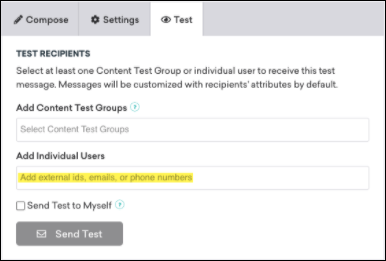 Compose Settings Test
TEST RECIPIENTS
Select at least one Content Test Group or individual user to receive this test
message. Messages will be customized with recipients' attributes by default.
Add Content Test Groups ?
Select Content Test Groups
Add Individual Users
Add external ids, emails, or phone numbers
Send Test to Myself ?
Send Test